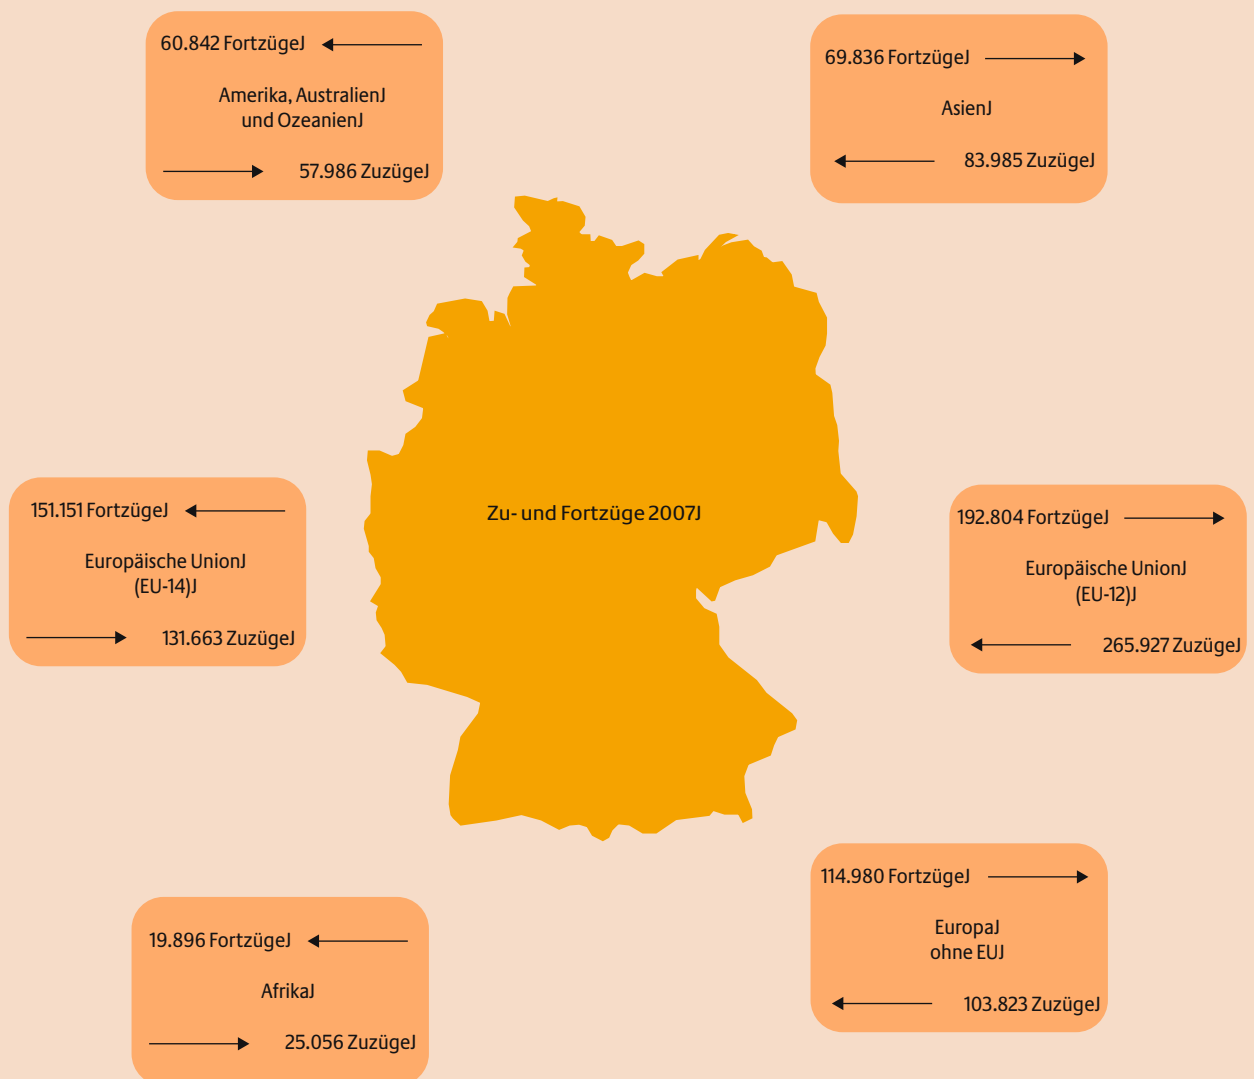 60.842 FortzügeJ
Amerika, AustralienJ
und OzeanienJ
57.986 ZuzügeJ
69.836 FortzügeJ
AsienJ
83.985 ZuzügeJ
151.151 FortzügeJ
Europäische UnionJ
(EU-14)J
131.663 ZuzügeJ
Zu- und Fortzüge 2007J
192.804 FortzügeJ
Europäische UnionJ
(EU-12)J
265.927 ZuzügeJ
19.896 FortzügeJ
AfrikaJ
25.056 ZuzügeJ
114.980 FortzügeJ
EuropaJ
ohne EUJ
103.823 ZuzügeJ